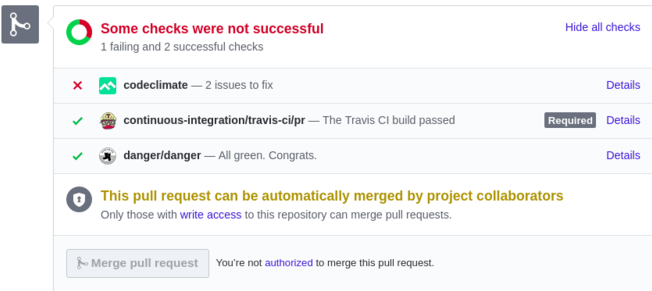 Some checks were not successful
Hide all checks
1 failing and 2 successful checks
codeclimate — 2 issues to fix
Details
continuous-integration/travis-ci/pr — The Travis CI build passed
Required
Details
danger/danger — All green. Congrats.
Details
This pull request can be automatically merged by project collaborators
Only those with write access to this repository can merge pull requests.
Merge pull request
You're not authorized to merge this pull request.